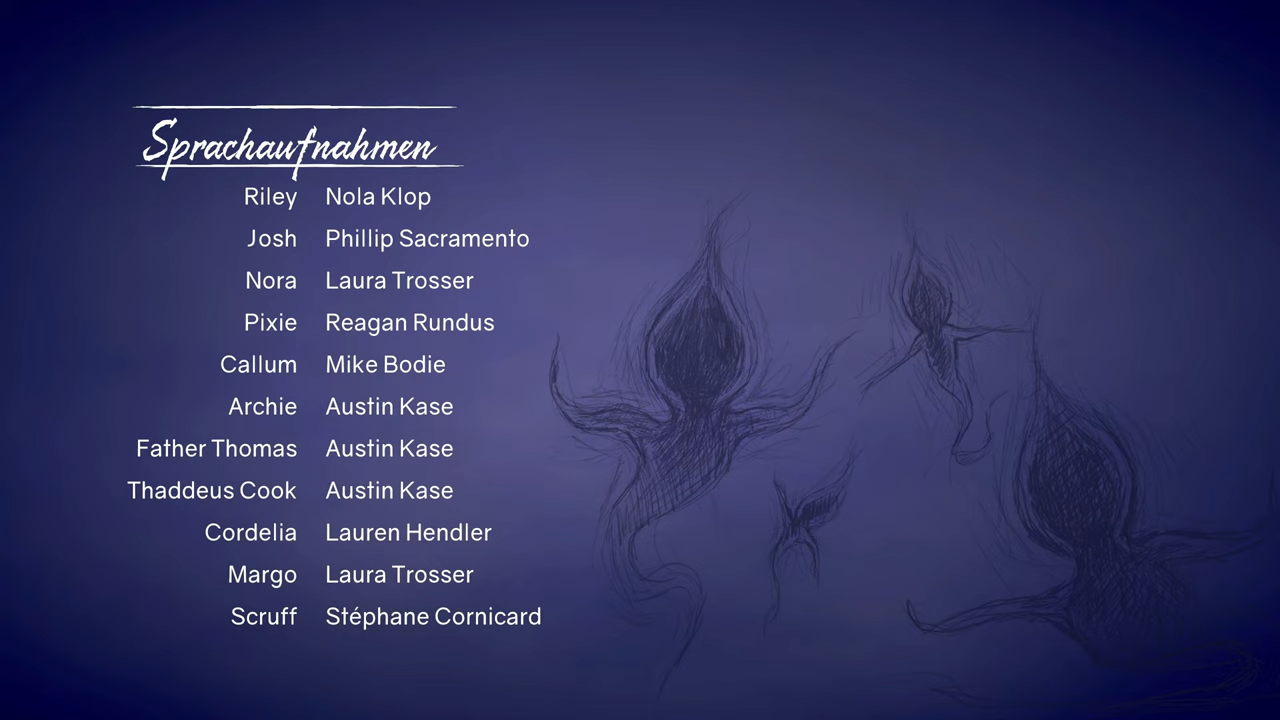 Sprachaufnahmen
Riley Nola Klop
Josh Phillip Sacramento
Nora Laura Trosser
Pixie Reagan Rundus
Callum Mike Bodie
Archie Austin Kase
Father Thomas Austin Kase
Thaddeus Cook Austin Kase
Cordelia Lauren Hendler
Margo Laura Trosser
Scruff Stéphane Cornicard